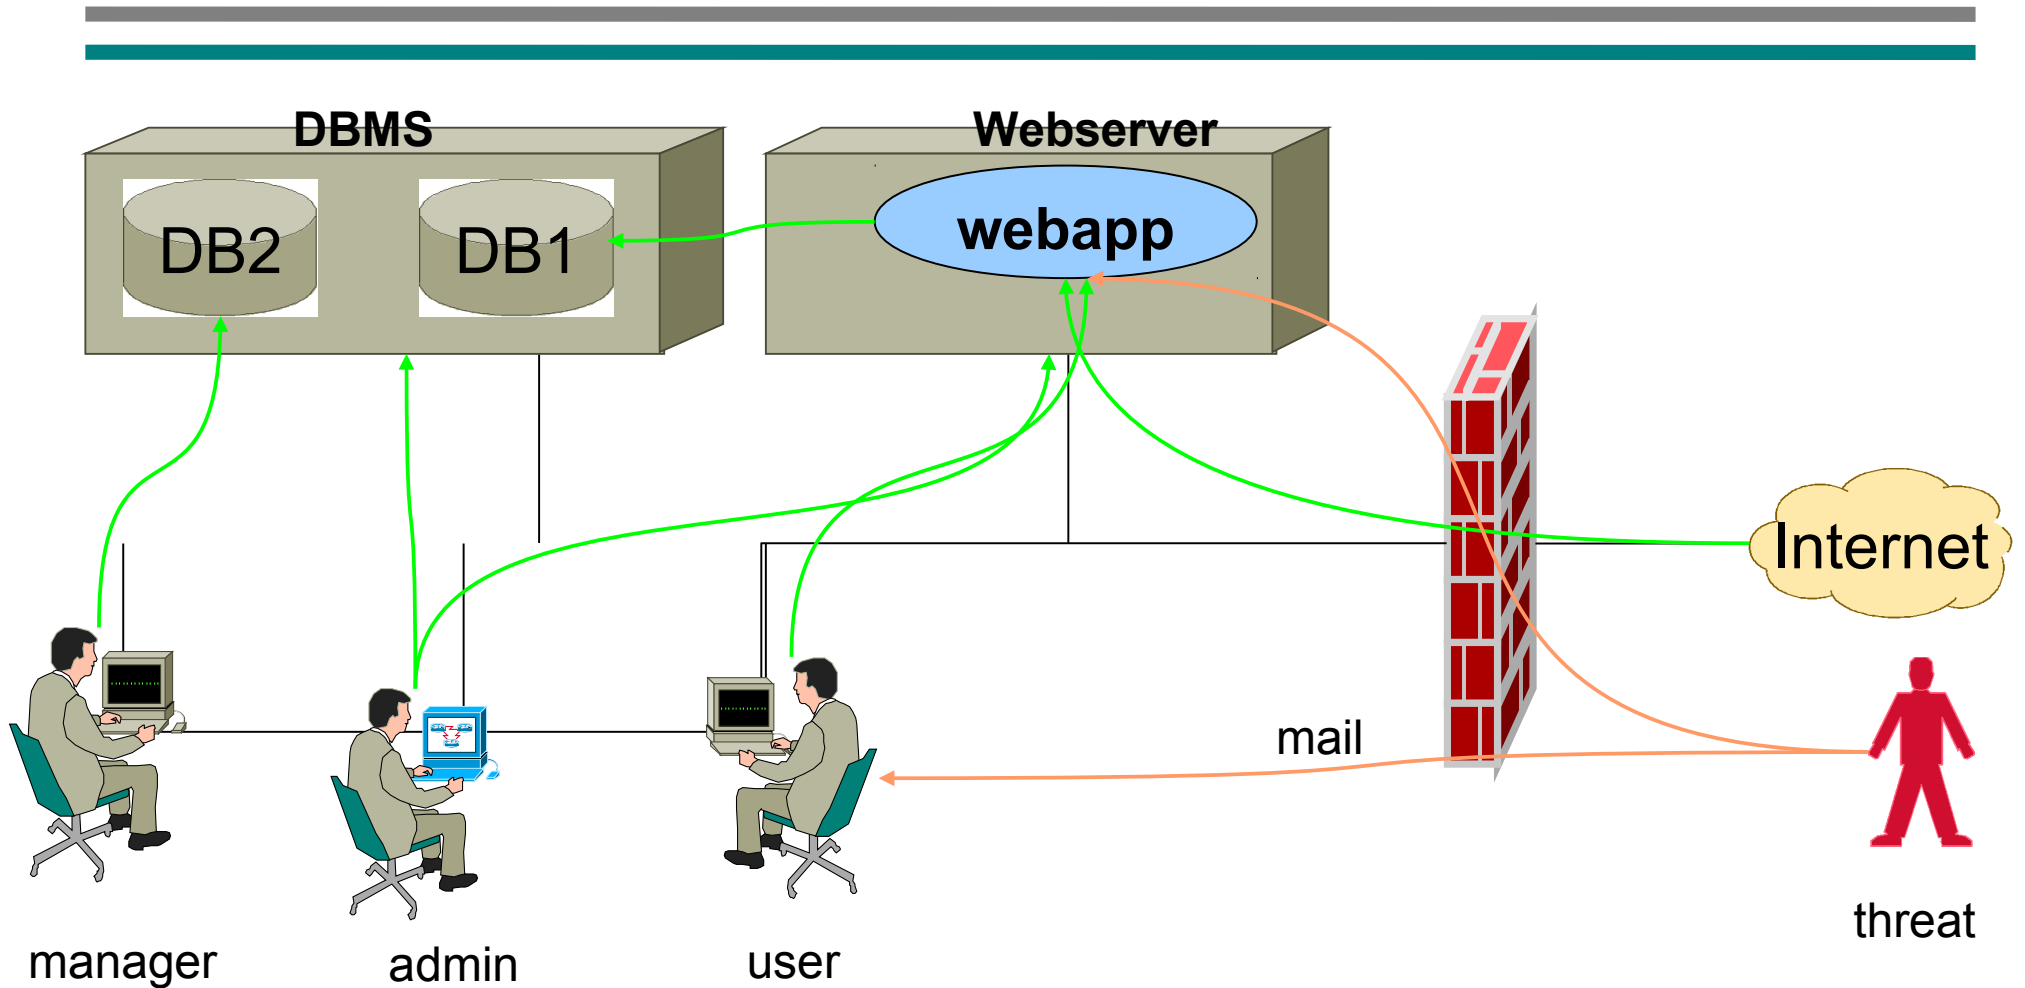 DBMS
Webserver
DB2
DB1
webapp
Internet
mail
threat
manager
admin
user